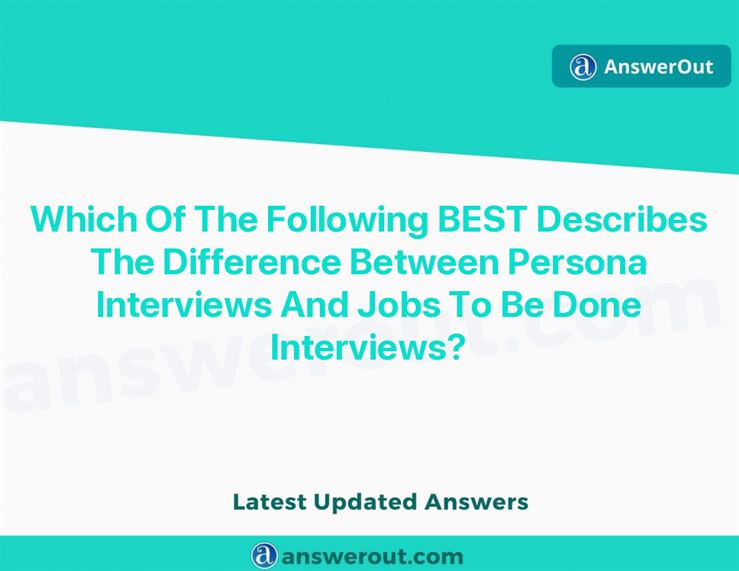 AnswerOut
Which Of The Following BEST Describes
The Difference Between Persona
Interviews And Jobs To Be Done
Interviews?
answerout.com
Latest Updated Answers
answerout.com